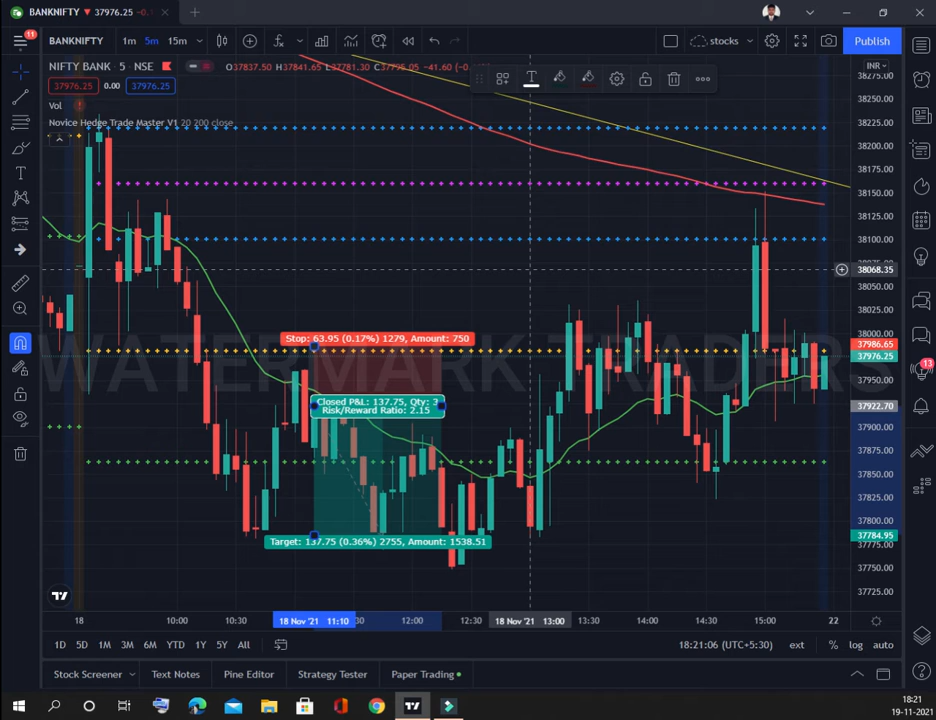 BANKNIFTY ▼ 37976.25 −0.
BANKNIFTY 1m 5m 15m stocks Publish
NIFTY BANK · 5 · NSE O37837.50 H37841.65 L37781.30 C37795.05 −41.60
INR
37976.25 0.00 37976.25
Vol
Novice Hedge Trade Master V1 20 200 close
38275.00
38250.00
38225.00
38200.00
38175.00
38150.00
38125.00
38100.00
38068.35
38050.00
38025.00
38000.00
37986.65
37976.25
37950.00
37922.70
37900.00
37875.00
37850.00
37825.00
37800.00
37784.95
37775.00
37750.00
37725.00
WATERMARK TRADERS
Stop: 63.95 (0.17%) 1279, Amount: 750
Closed P&L: 137.75, Qty: 3
Risk/Reward Ratio: 2.15
Target: 137.75 (0.36%) 2755, Amount: 1538.51
13
18 10:00 10:30 18 Nov '21 11:10 :30 12:00 12:30 18 Nov '21 13:00 13:30 14:00 14:30 15:00 22
1D 5D 1M 3M 6M YTD 1Y 5Y All 18:21:06 (UTC+5:30) % log auto
ext
Stock Screener Text Notes Pine Editor Strategy Tester Paper Trading
18:21
19-11-2021